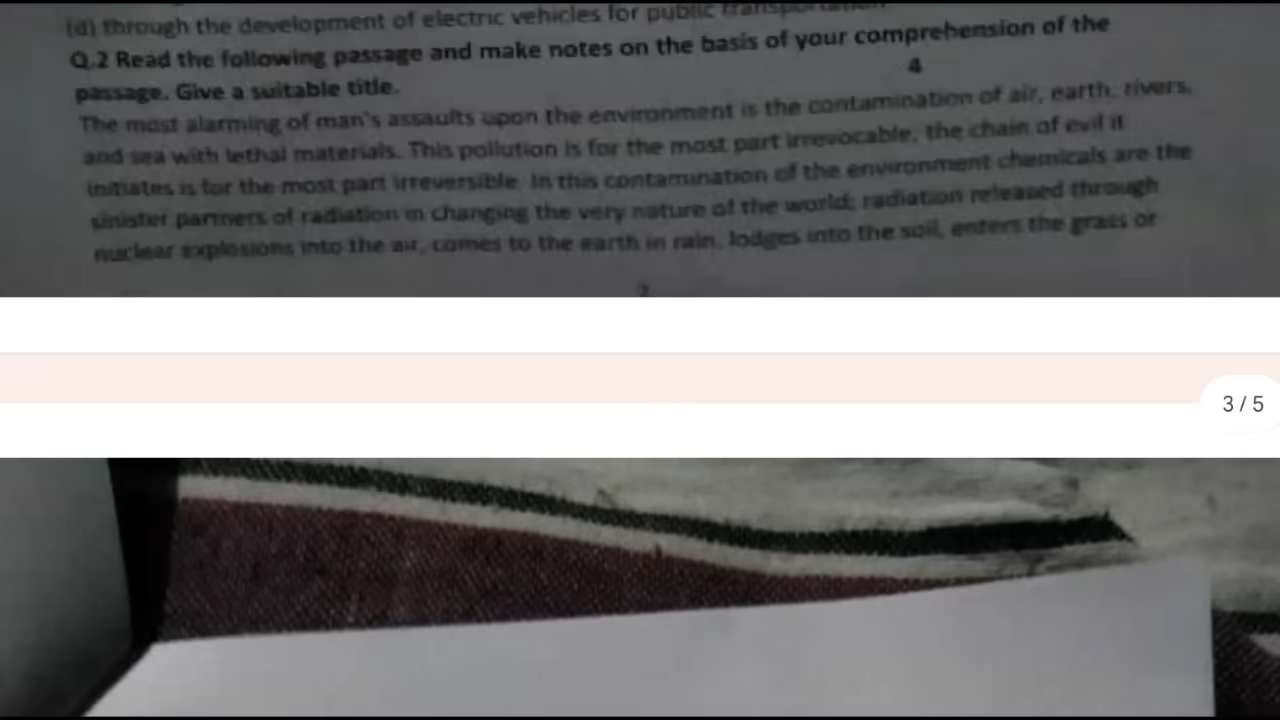 (d) through the development of electric vehicles for public transportation
Q.2 Read the following passage and make notes on the basis of your comprehension of the
passage. Give a suitable title.
4
The most alarming of man's assaults upon the environment is the contamination of air, earth, rivers,
and sea with lethal materials. This pollution is for the most part irrevocable, the chain of evil it
initiates is for the most part irreversible. In this contamination of the environment chemicals are the
sinister partners of radiation in changing the very nature of the world; radiation released through
nuclear explosions into the air, comes to the earth in rain, lodges into the soil, enters the grass or
2
3 / 5